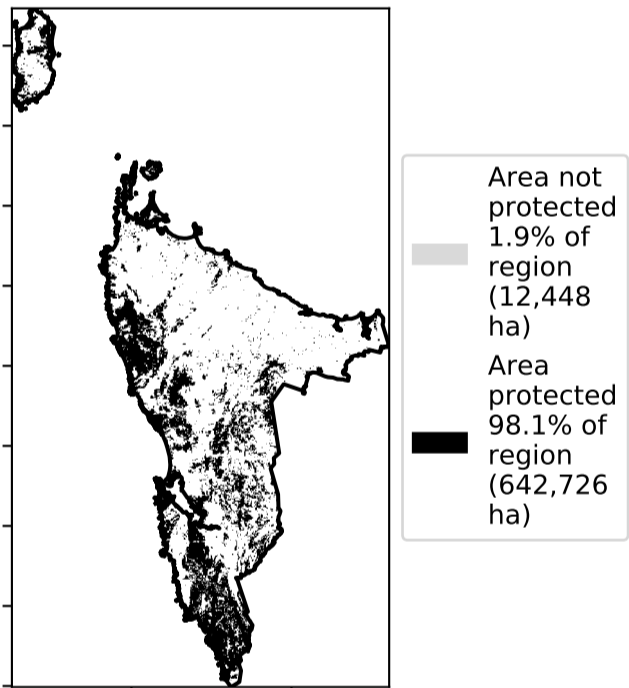 Area not
protected
1.9% of
region
(12,448
ha)
Area
protected
98.1% of
region
(642,726
ha)